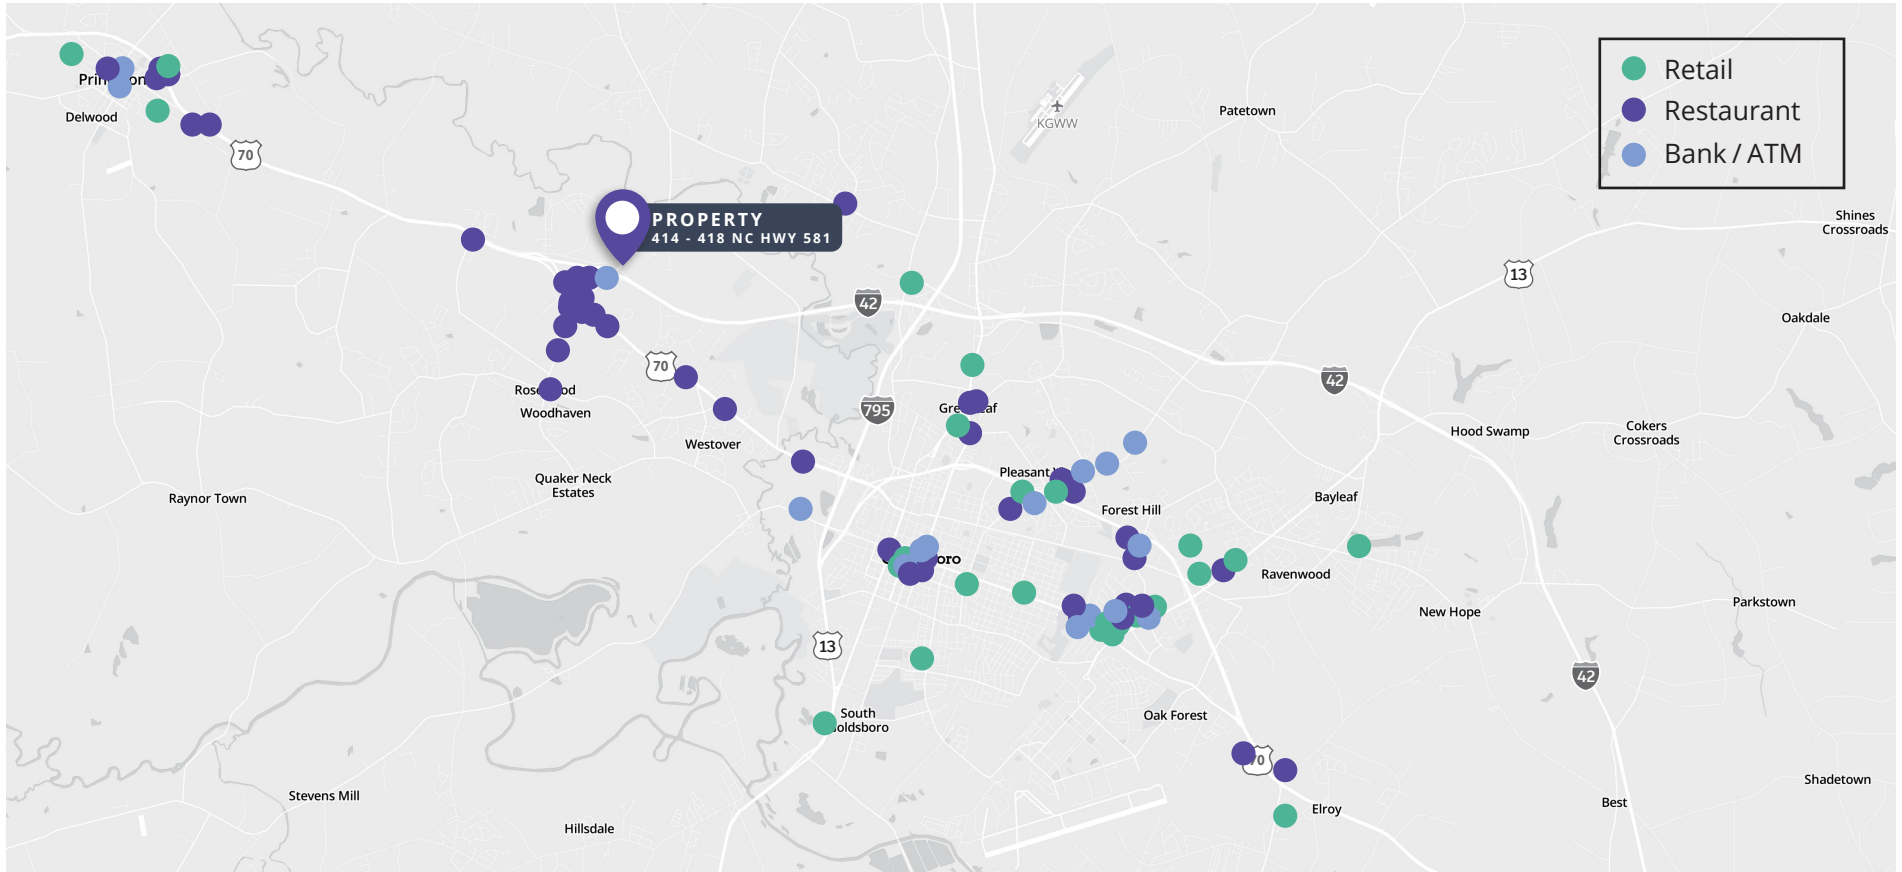 Retail
Restaurant
Bank / ATM
Delwood
70
KGWW
Patetown
PROPERTY
414 - 418 NC HWY 581
Shines
Crossroads
13
42
Oakdale
70
42
Woodhaven
795
Westover
Hood Swamp
Cokers
Crossroads
Quaker Neck
Estates
Raynor Town
Pleasant
Forest Hill
Bayleaf
Ravenwood
New Hope
Parkstown
13
42
South
Oak Forest
70
Stevens Mill
Hillsdale
Elroy
Best
Shadetown